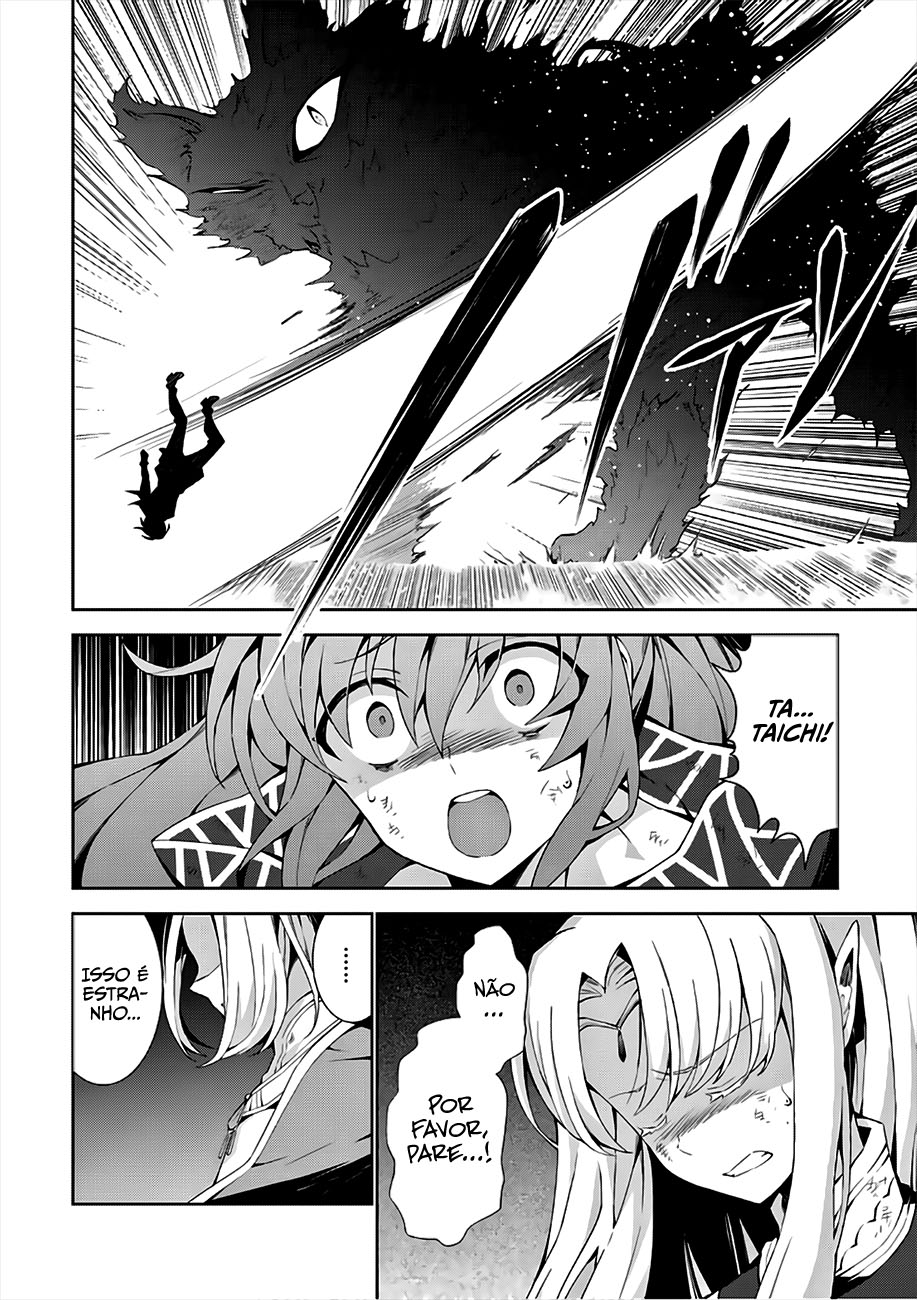 TA...
TAICHI!
NÃO
...
POR
FAVOR,
PARE...!
........
ISSO É
ESTRA-
NHO...